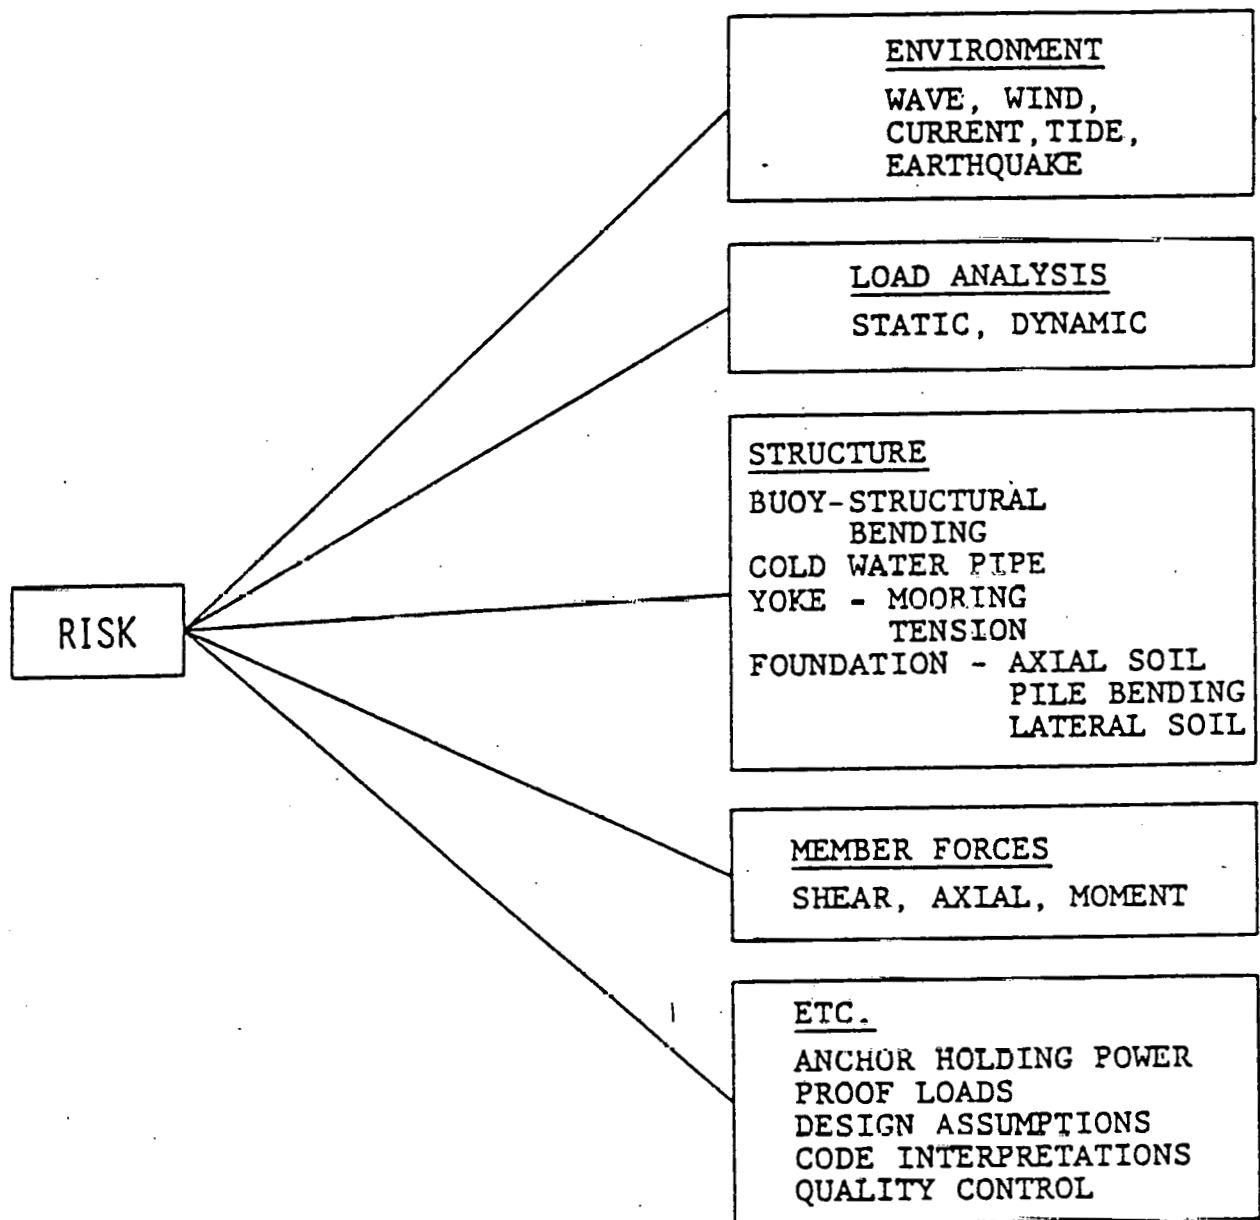 ENVIRONMENT
WAVE, WIND,
CURRENT, TIDE,
EARTHQUAKE
LOAD ANALYSIS
STATIC, DYNAMIC
STRUCTURE
BUOY-STRUCTURAL
BENDING
COLD WATER PIPE
YOKE - MOORING
TENSION
FOUNDATION - AXIAL SOIL
PILE BENDING
LATERAL SOIL
RISK
MEMBER FORCES
SHEAR, AXIAL, MOMENT
ETC.
ANCHOR HOLDING POWER
PROOF LOADS
DESIGN ASSUMPTIONS
CODE INTERPRETATIONS
QUALITY CONTROL